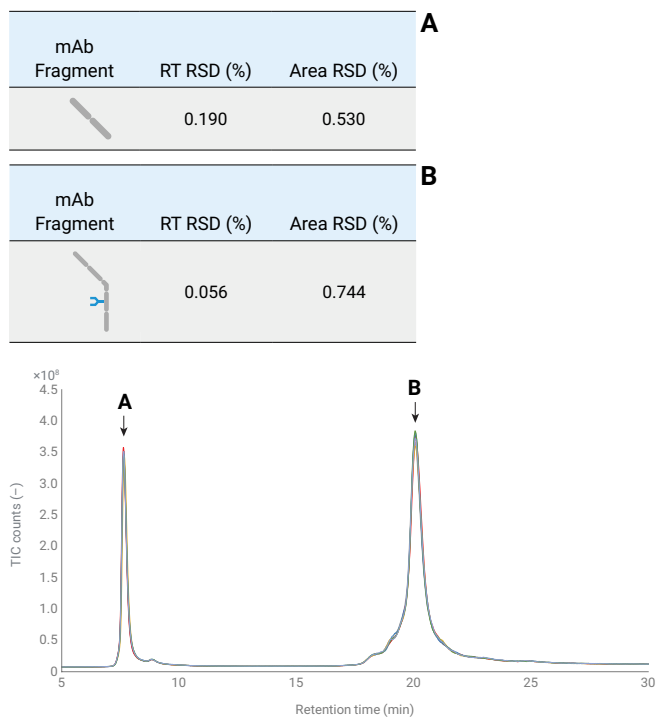 A
mAb
Fragment RT RSD (%) Area RSD (%)
0.190 0.530
B
mAb
Fragment RT RSD (%) Area RSD (%)
0.056 0.744
×10⁸
4.5
4.0
3.5
3.0
2.5
2.0
1.5
1.0
0.5
0
TIC counts (–)
A
B
5 10 15 20 25 30
Retention time (min)